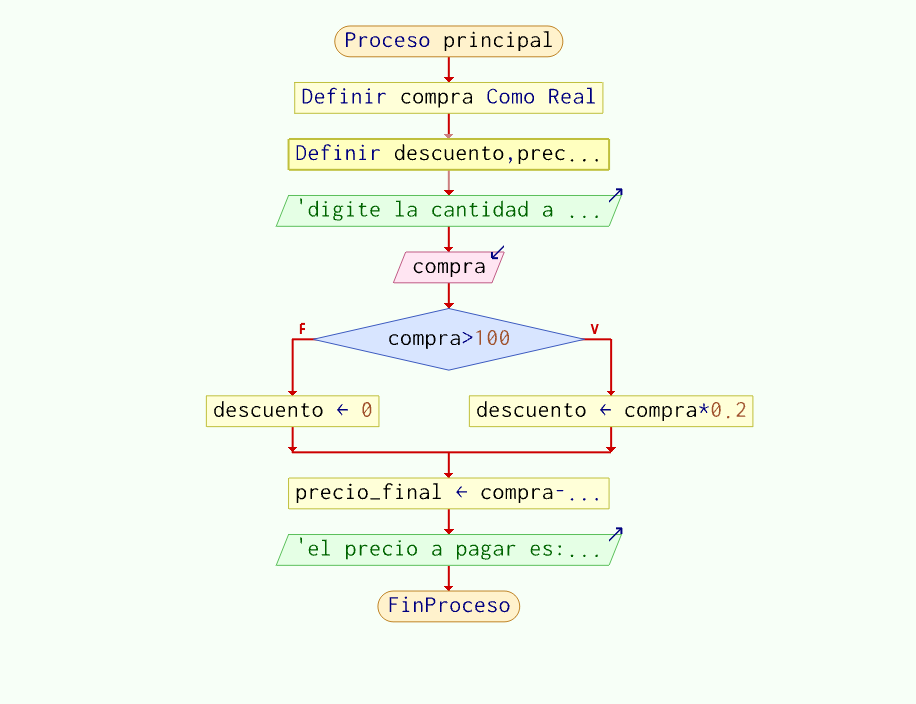 Proceso principal
Definir compra Como Real
Definir descuento,prec...
'digite la cantidad a ...
compra
compra>100
F
V
descuento ← 0
descuento ← compra*0.2
precio_final ← compra-...
'el precio a pagar es:...
FinProceso